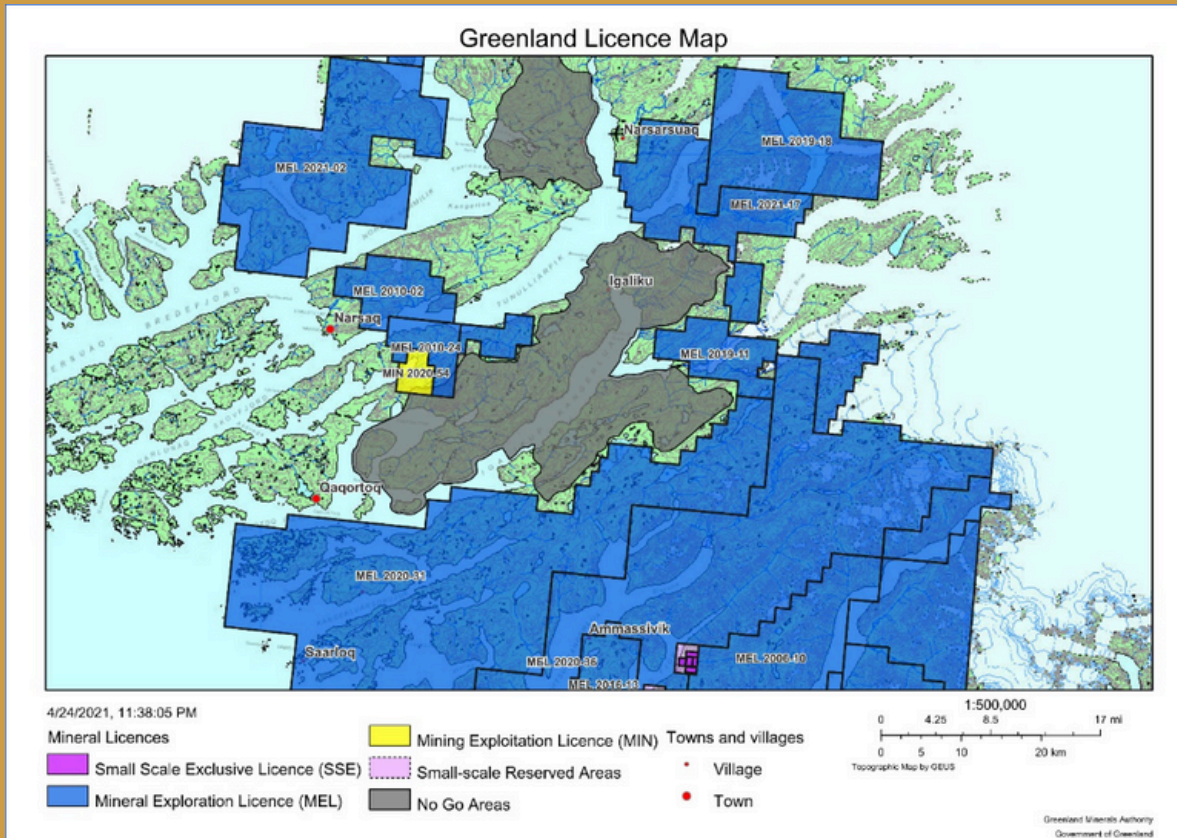 Greenland Licence Map
Narsarsuaq
MEL 2019-18
MEL 2021-02
MEL 2023-17
Igaliku
MEL 2010-02
BREDEFJORD
TUNULLIARFIK
Narsaq
MEL 2010-24
MEL 2019-11
MIN 2020-54
Qaqortoq
MEL 2020-33
Ammassivik
Saarloq
MEL 2020-36
MEL 2006-10
4/24/2021, 11:38:05 PM
Mineral Licences
Small Scale Exclusive Licence (SSE)
Mineral Exploration Licence (MEL)
Mining Exploitation Licence (MIN)
Small-scale Reserved Areas
No Go Areas
Towns and villages
Village
Town
1:500,000
0 4.25 8.5 17 mi
0 5 10 20 km
Topographic Map by GEUS
Greenland Minerals Authority
Government of Greenland